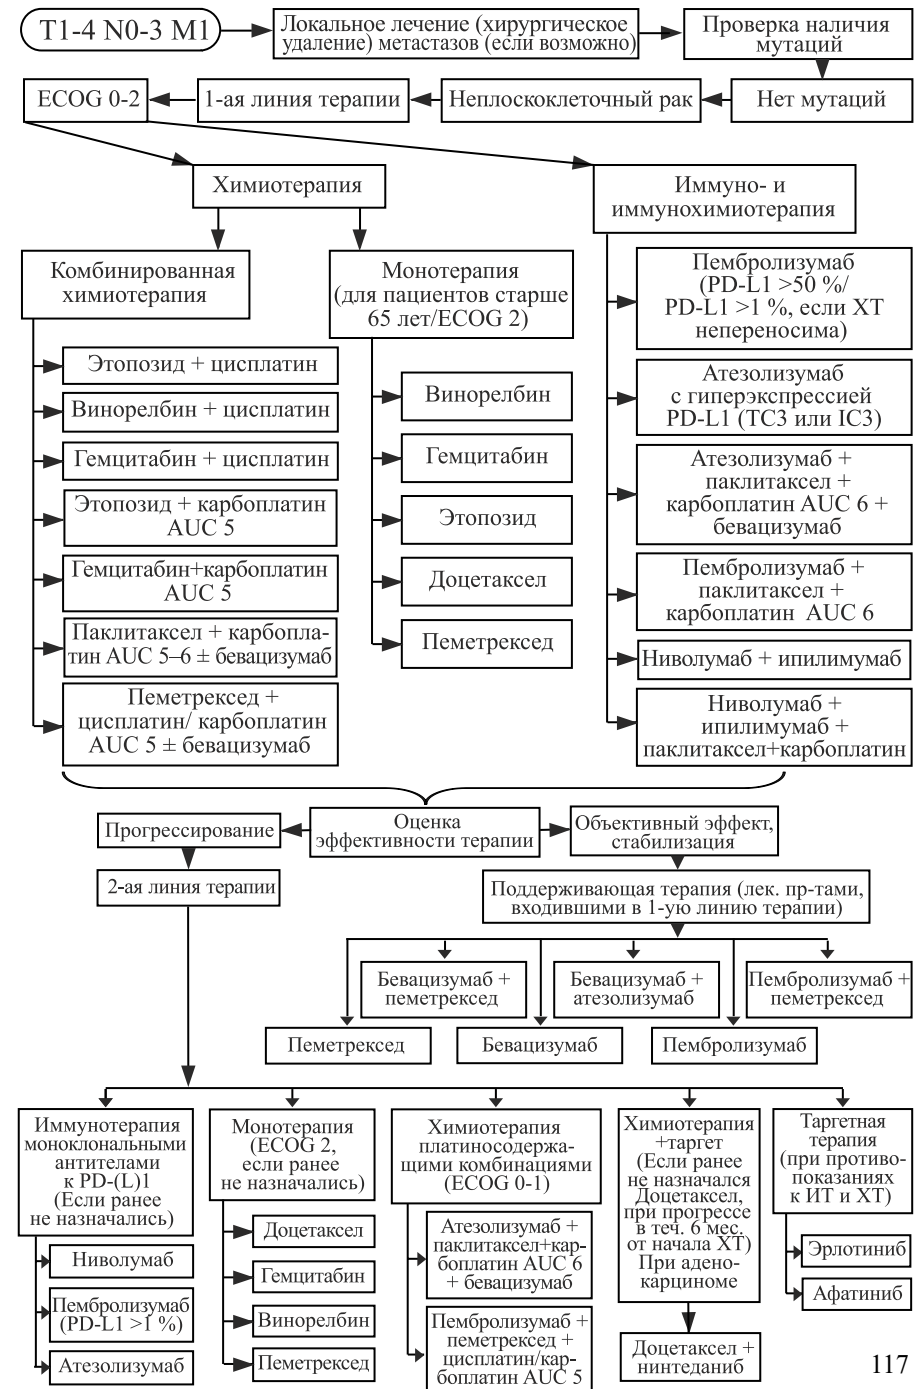 T1-4 N0-3 M1
Локальное лечение (хирургическое
удаление) метастазов (если возможно)
Проверка наличия
мутаций
ECOG 0-2
1-ая линия терапии
Неплоскоклеточный рак
Нет мутаций
Химиотерапия
Иммуно- и
иммунохимиотерапия
Комбинированная
химиотерапия
Этопозид + цисплатин
Винорелбин + цисплатин
Гемцитабин + цисплатин
Этопозид + карбоплатин
AUC 5
Гемцитабин+карбоплатин
AUC 5
Паклитаксел + карбопла-
тин AUC 5–6 ± бевацизумаб
Пеметрексед +
цисплатин/ карбоплатин
AUC 5 ± бевацизумаб
Монотерапия
(для пациентов старше
65 лет/ECOG 2)
Винорелбин
Гемцитабин
Этопозид
Доцетаксел
Пеметрексед
Пембролизумаб
(PD-L1 >50 %/
PD-L1 >1 %, если ХТ
непереносима)
Атезолизумаб
с гиперэкспрессией
PD-L1 (TC3 или IC3)
Атезолизумаб +
паклитаксел +
карбоплатин AUC 6 +
бевацизумаб
Пембролизумаб +
паклитаксел +
карбоплатин AUC 6
Ниволумаб + ипилимумаб
Ниволумаб +
ипилимумаб +
паклитаксел+карбоплатин
Прогрессирование
Оценка
эффективности терапии
Объективный эффект,
стабилизация
2-ая линия терапии
Поддерживающая терапия (лек. пр-тами,
входившими в 1-ую линию терапии)
Бевацизумаб +
пеметрексед
Бевацизумаб +
атезолизумаб
Пембролизумаб +
пеметрексед
Пеметрексед
Бевацизумаб
Пембролизумаб
Иммунотерапия
моноклональными
антителами
к PD-(L)1
(Если ранее
не назначались)
Ниволумаб
Пембролизумаб
(PD-L1 >1 %)
Атезолизумаб
Монотерапия
(ECOG 2,
если ранее
не назначались)
Доцетаксел
Гемцитабин
Винорелбин
Пеметрексед
Химиотерапия
платиносодержа-
щими комбинациями
(ECOG 0-1)
Атезолизумаб +
паклитаксел+кар-
боплатин AUC 6
+ бевацизумаб
Пембролизумаб +
пеметрексед +
цисплатин/кар-
боплатин AUC 5
Химиотерапия
+таргет
(Если ранее
не назначался
Доцетаксел,
при прогрессе
в теч. 6 мес.
от начала ХТ)
При адено-
карциноме
Доцетаксел +
нинтеданиб
Таргетная
терапия
(при противо-
показаниях
к ИТ и ХТ)
Эрлотиниб
Афатиниб
117